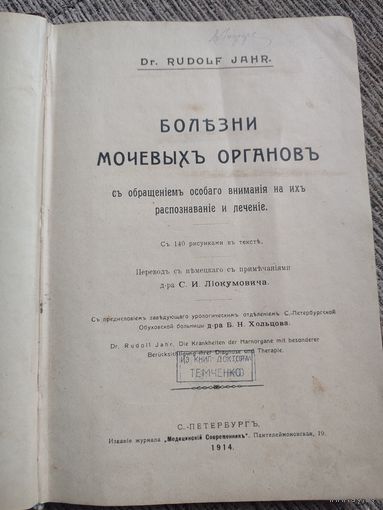 Dr. RUDOLF JAHR.
БОЛѢЗНИ
МОЧЕВЫХЪ ОРГАНОВЪ
съ обращеніемъ особаго вниманія на ихъ
распознаваніе и леченіе.
Съ 140 рисунками въ текстѣ.
Переводъ съ нѣмецкаго съ примѣчаніями
д-ра С. И. Ліокумовича.
Съ предисловіемъ завѣдующаго урологическимъ отдѣленіемъ С.-Петербургской
Обуховской больницы д-ра Б. Н. Хольцова.
Dr. Rudolf Jahr, Die Krankheiten der Harnorgane mit besonderer
Berücksichtigung ihrer Diagnose und Therapie.
ИЗ КНИГ ДОКТОРА
ТЕМЧЕНКО
С.-ПЕТЕРБУРГЪ.
Изданіе журнала „Медицинскій Современникъ". Пантелеймоновская, 19.
1914.